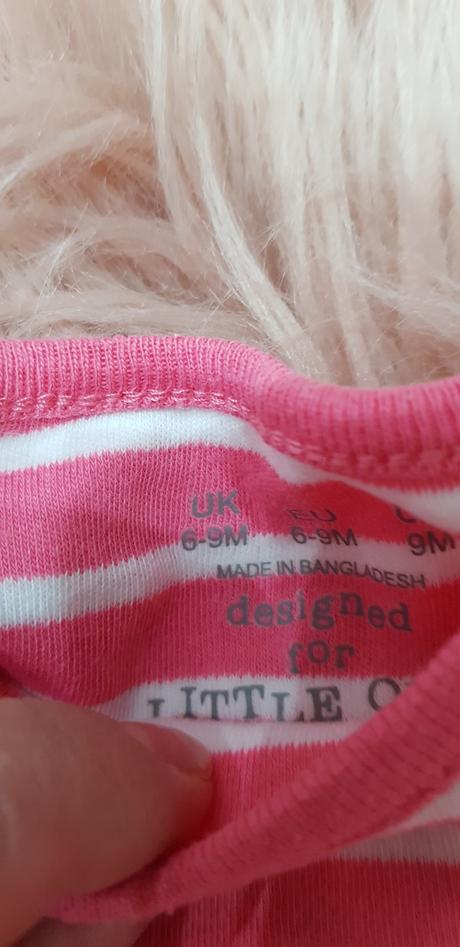 UK EU
6-9M 6-9M 9M
MADE IN BANGLADESH
designed
for
LITTLE